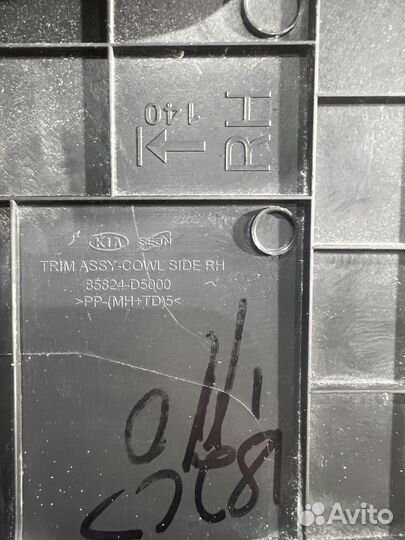 140
RH
KIA SEJIN
TRIM ASSY-COWL SIDE RH
85824-D5000
>PP-(MH+TD)5<
Avito